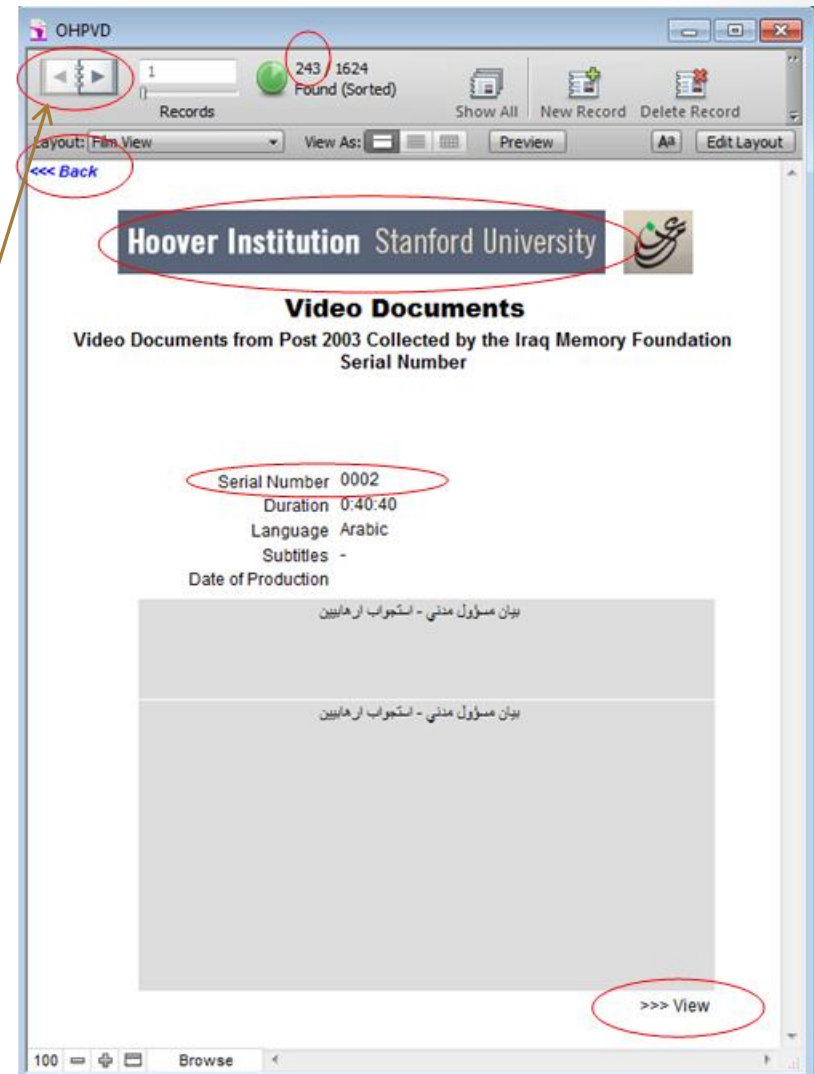 OHPVD
1
243 / 1624
Found (Sorted)
Records
Show All
New Record
Delete Record
Layout: Film View
View As:
Preview
Aa
Edit Layout
<<< Back
Hoover Institution Stanford University
Video Documents
Video Documents from Post 2003 Collected by the Iraq Memory Foundation
Serial Number
Serial Number 0002
Duration 0:40:40
Language Arabic
Subtitles -
Date of Production
بيان مسؤول مدني - استجواب ارهابيين
بيان مسؤول مدني - استجواب ارهابيين
>>> View
100
Browse